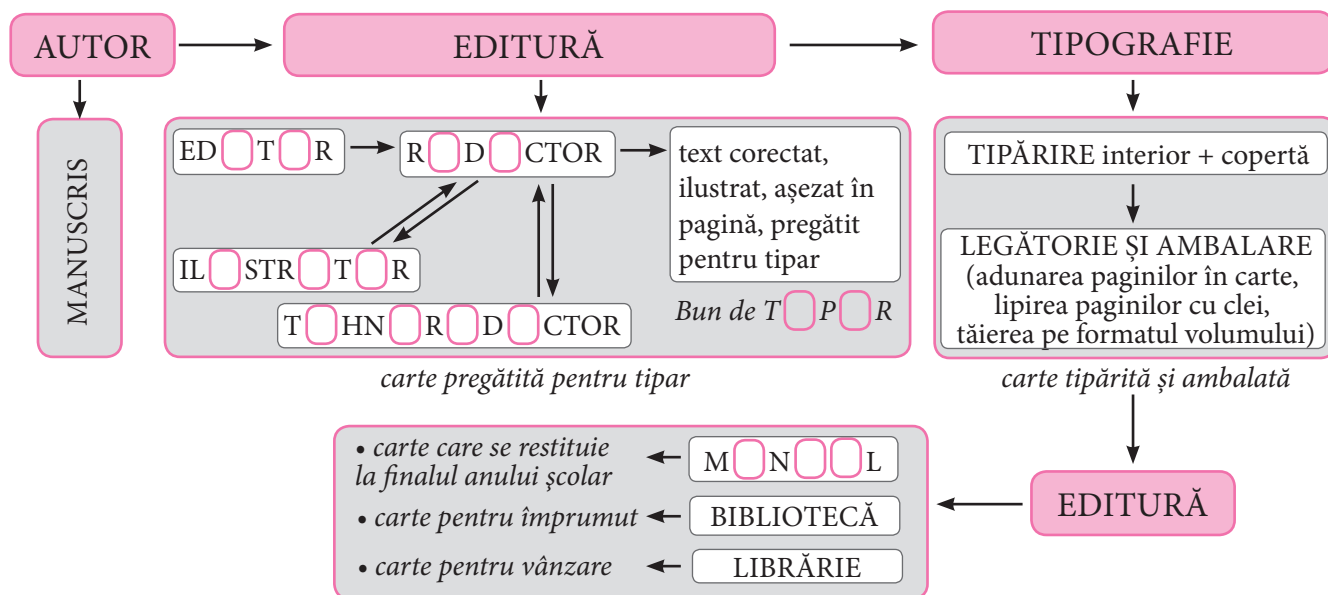 AUTOR
EDITURĂ
TIPOGRAFIE
MANUSCRIS
ED T R
R D CTOR
text corectat,
ilustrat, așezat în
pagină, pregătit
pentru tipar
IL STR T R
T HN R D CTOR
Bun de T P R
carte pregătită pentru tipar
TIPĂRIRE interior + copertă
LEGĂTORIE ȘI AMBALARE
(adunarea paginilor în carte,
lipirea paginilor cu clei,
tăierea pe formatul volumului)
carte tipărită și ambalată
EDITURĂ
• carte care se restituie
la finalul anului școlar
M N L
• carte pentru împrumut
BIBLIOTECĂ
• carte pentru vânzare
LIBRĂRIE